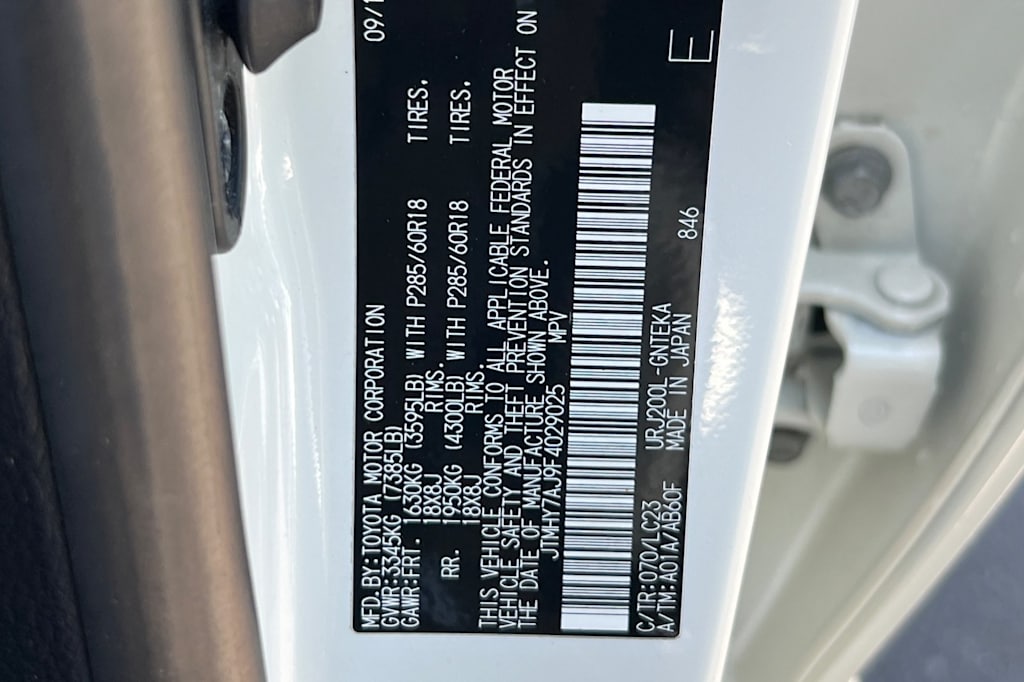 MFD.BY:TOYOTA MOTOR CORPORATION 09/1
GVWR:3345KG (7385LB)
GAWR:FRT. 1630KG (3595LB) WITH P285/60R18 TIRES.
18X8J RIMS.
RR. 1950KG (4300LB) WITH P285/60R18 TIRES.
18X8J RIMS.
THIS VEHICLE CONFORMS TO ALL APPLICABLE FEDERAL MOTOR
VEHICLE SAFETY AND THEFT PREVENTION STANDARDS IN EFFECT ON
THE DATE OF MANUFACTURE SHOWN ABOVE.
JTMHY7AJ9F4029025 MPV
C/TR:070/LC23 URJ200L-GNTEKA
A/TM:A01A/AB60F MADE IN JAPAN 846
E